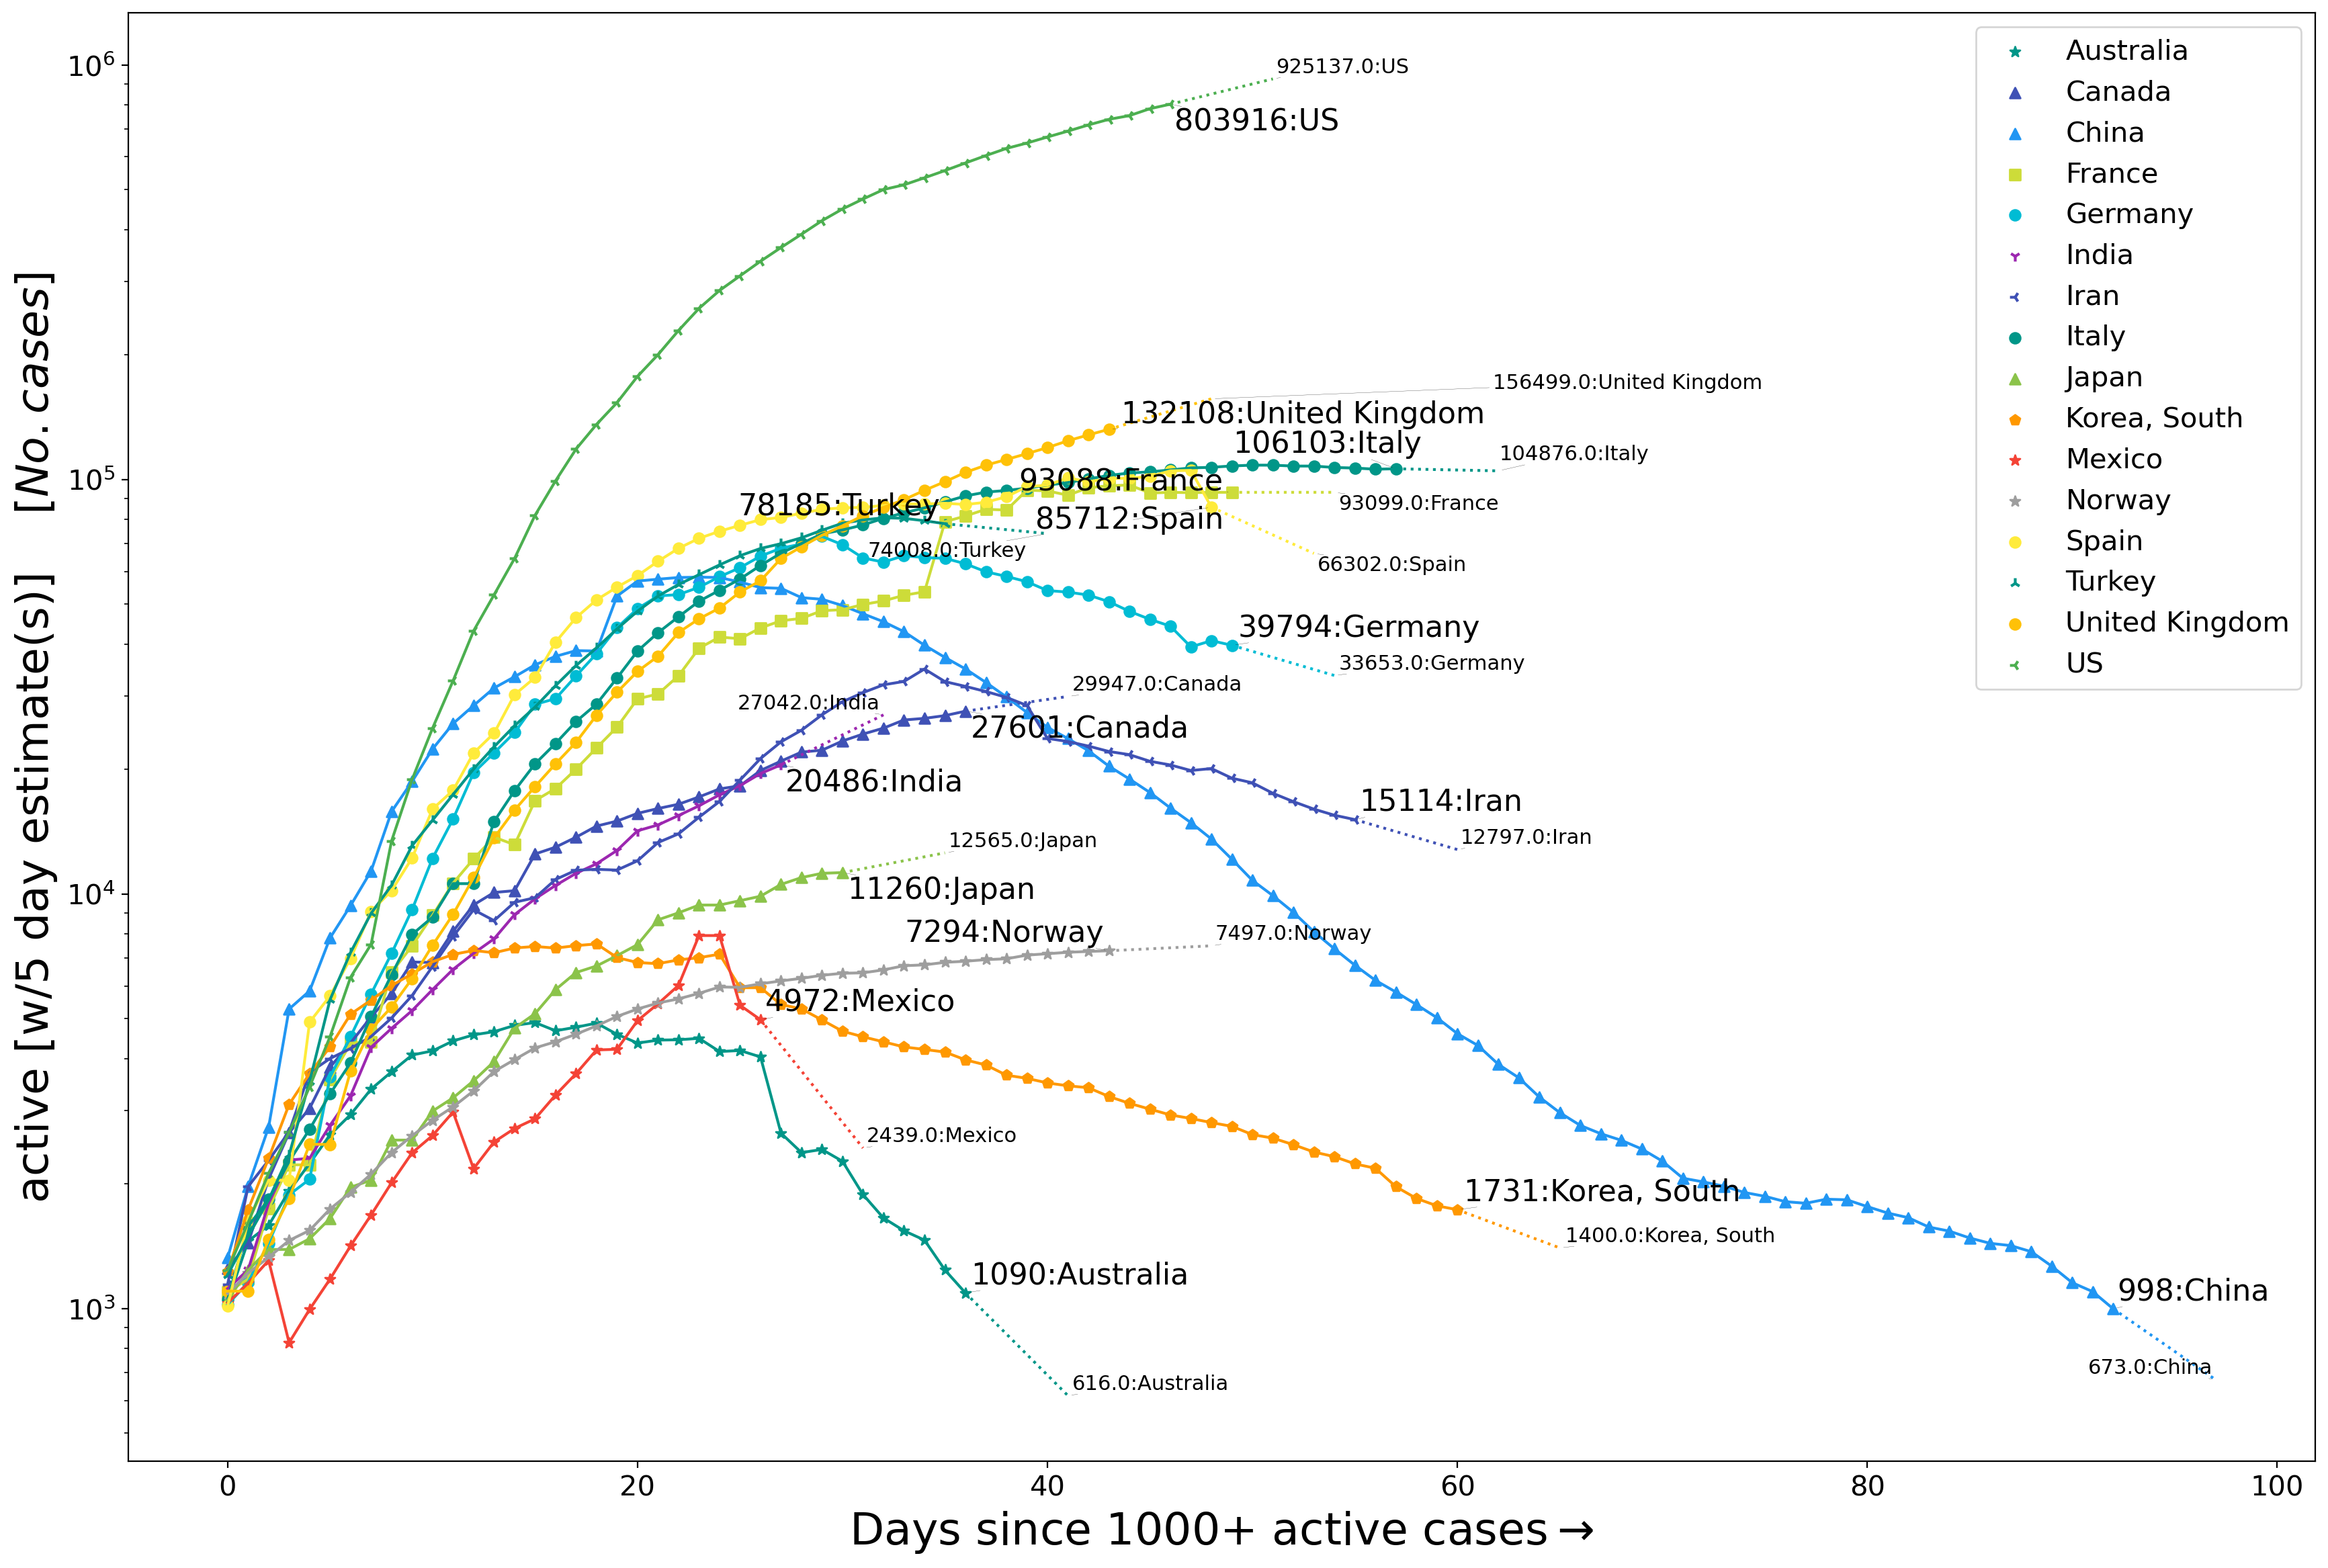 10^6
10^5
10^4
10^3
active [w/5 day estimate(s)] [No. cases]
925137.0:US
803916:US
156499.0:United Kingdom
132108:United Kingdom
106103:Italy
104876.0:Italy
93088:France
93099.0:France
78185:Turkey
85712:Spain
74008.0:Turkey
66302.0:Spain
39794:Germany
33653.0:Germany
29947.0:Canada
27042.0:India
27601:Canada
20486:India
15114:Iran
12797.0:Iran
12565.0:Japan
11260:Japan
7294:Norway
7497.0:Norway
4972:Mexico
2439.0:Mexico
1731:Korea, South
1400.0:Korea, South
1090:Australia
998:China
673.0:China
616.0:Australia
Australia
Canada
China
France
Germany
India
Iran
Italy
Japan
Korea, South
Mexico
Norway
Spain
Turkey
United Kingdom
US
0 20 40 60 80 100
Days since 1000+ active cases→